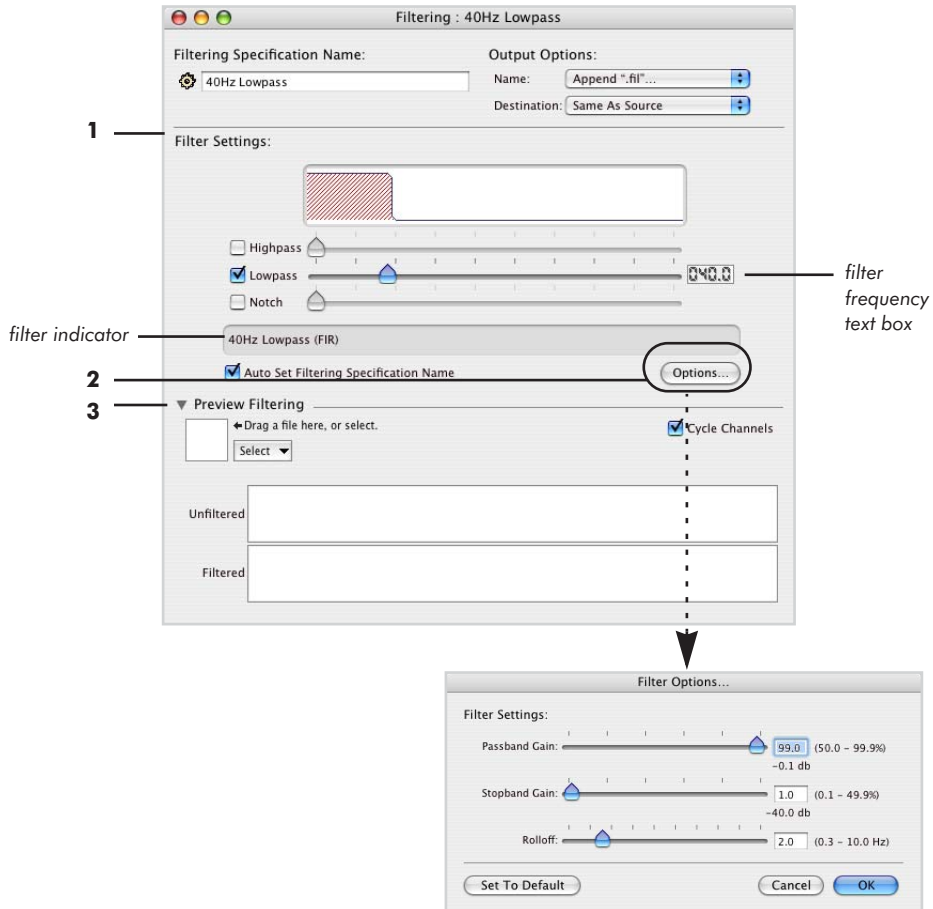 Filtering : 40Hz Lowpass
Filtering Specification Name:
40Hz Lowpass
Output Options:
Name: Append ".fil"...
Destination: Same As Source
1
Filter Settings:
Highpass
Lowpass
040.0
Notch
filter
frequency
text box
filter indicator
40Hz Lowpass (FIR)
2
Auto Set Filtering Specification Name
Options...
3
Preview Filtering
Drag a file here, or select.
Select
Cycle Channels
Unfiltered
Filtered
Filter Options...
Filter Settings:
Passband Gain: 99.0 (50.0 – 99.9%)
-0.1 db
Stopband Gain: 1.0 (0.1 – 49.9%)
-40.0 db
Rolloff: 2.0 (0.3 – 10.0 Hz)
Set To Default
Cancel
OK